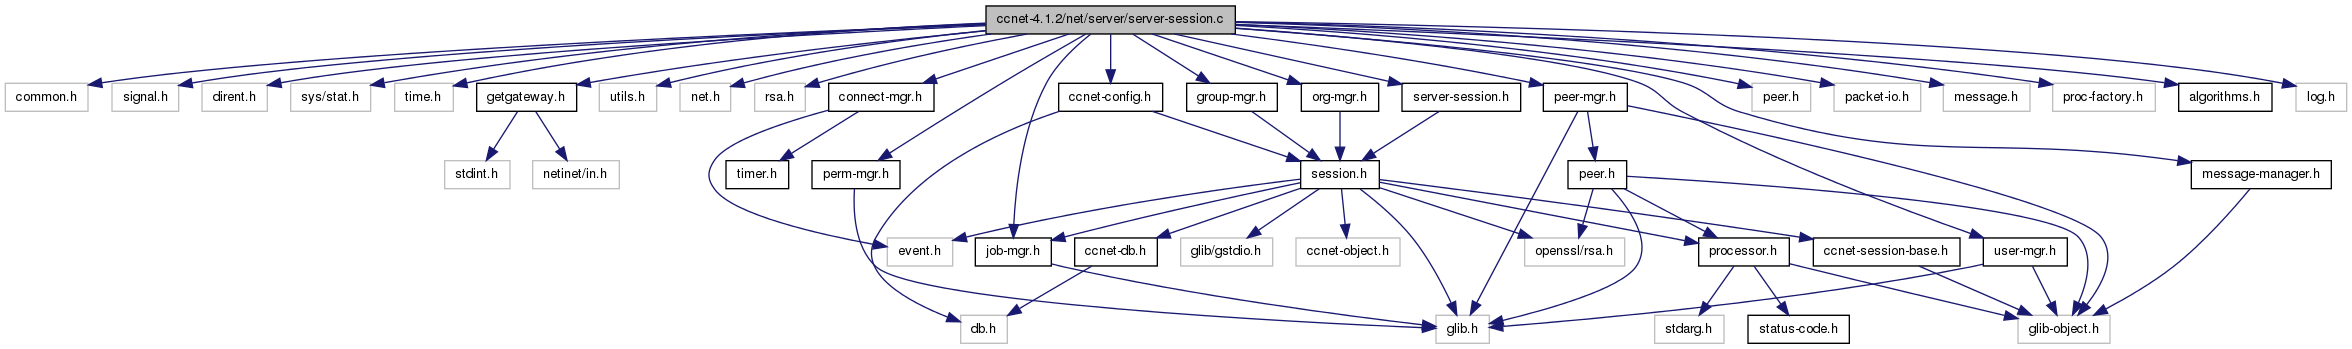 ccnet-4.1.2/net/server/server-session.c
common.h
signal.h
dirent.h
sys/stat.h
time.h
getgateway.h
utils.h
net.h
rsa.h
connect-mgr.h
ccnet-config.h
group-mgr.h
org-mgr.h
server-session.h
peer-mgr.h
peer.h
packet-io.h
message.h
proc-factory.h
algorithms.h
log.h
stdint.h
netinet/in.h
timer.h
perm-mgr.h
session.h
peer.h
message-manager.h
event.h
job-mgr.h
ccnet-db.h
glib/gstdio.h
ccnet-object.h
openssl/rsa.h
processor.h
ccnet-session-base.h
user-mgr.h
db.h
glib.h
stdarg.h
status-code.h
glib-object.h